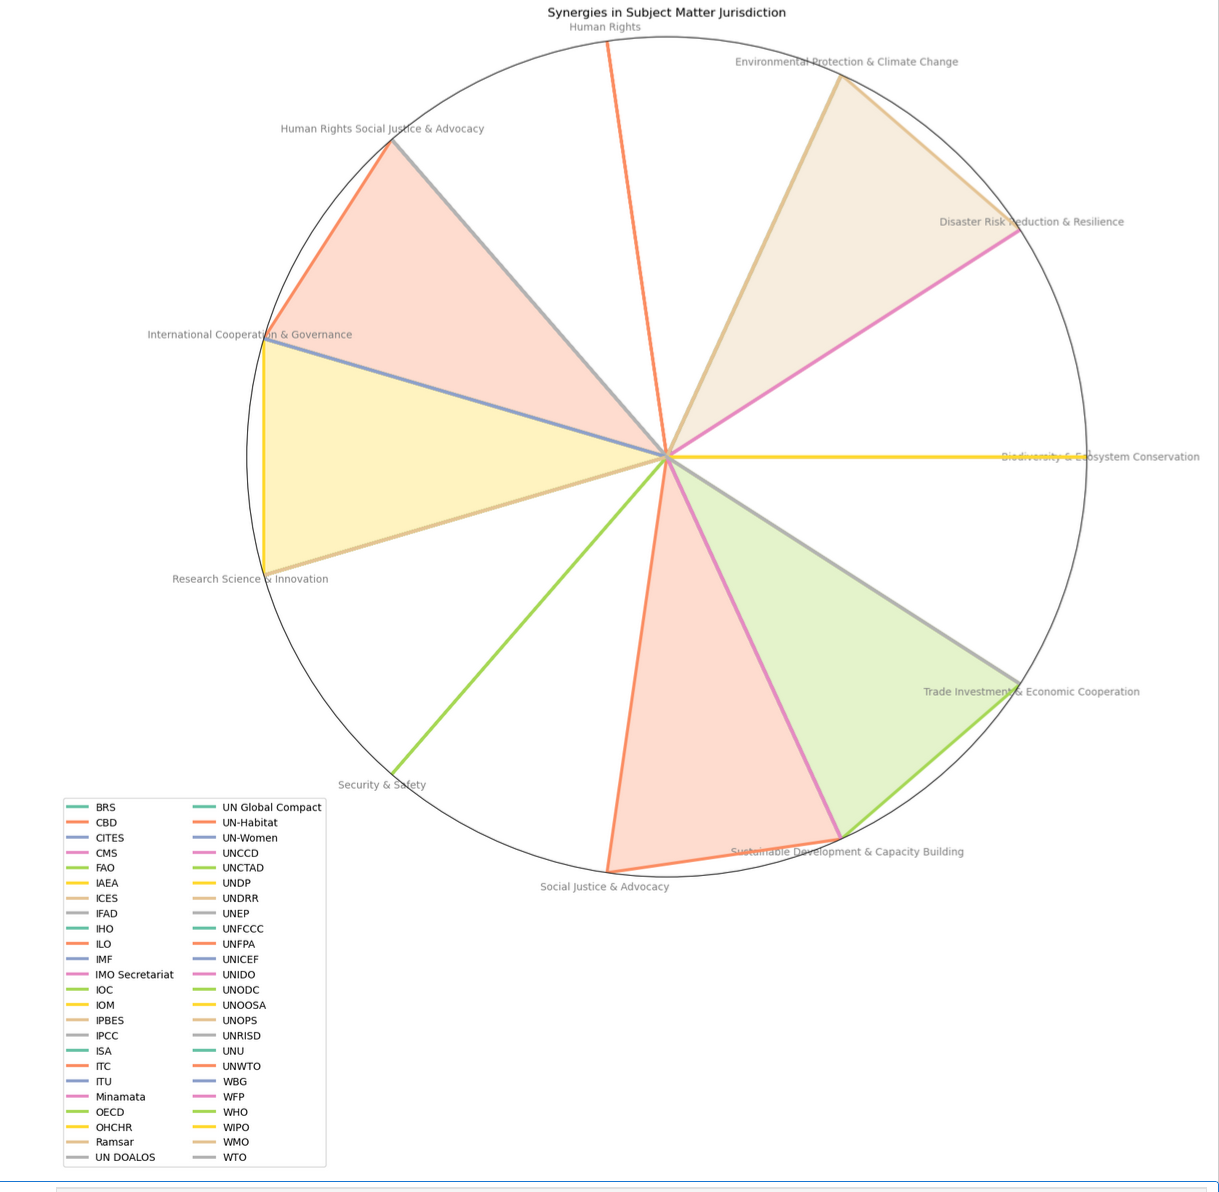 Synergies in Subject Matter Jurisdiction
Human Rights
Environmental Protection & Climate Change
Human Rights Social Justice & Advocacy
Disaster Risk Reduction & Resilience
International Cooperation & Governance
Biodiversity & Ecosystem Conservation
Research Science & Innovation
Trade Investment & Economic Cooperation
Security & Safety
Sustainable Development & Capacity Building
Social Justice & Advocacy
BRS
CBD
CITES
CMS
FAO
IAEA
ICES
IFAD
IHO
ILO
IMF
IMO Secretariat
IOC
IOM
IPBES
IPCC
ISA
ITC
ITU
Minamata
OECD
OHCHR
Ramsar
UN DOALOS
UN Global Compact
UN-Habitat
UN-Women
UNCCD
UNCTAD
UNDP
UNDRR
UNEP
UNFCCC
UNFPA
UNICEF
UNIDO
UNODC
UNOOSA
UNOPS
UNRISD
UNU
UNWTO
WBG
WFP
WHO
WIPO
WMO
WTO